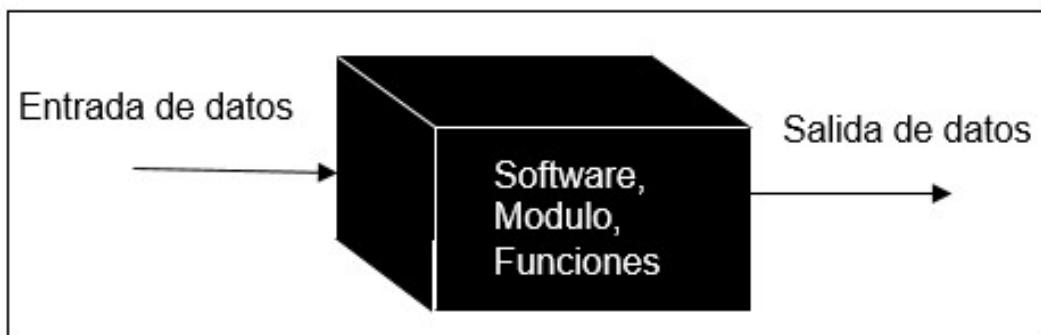 Entrada de datos
Software,
Modulo,
Funciones
Salida de datos